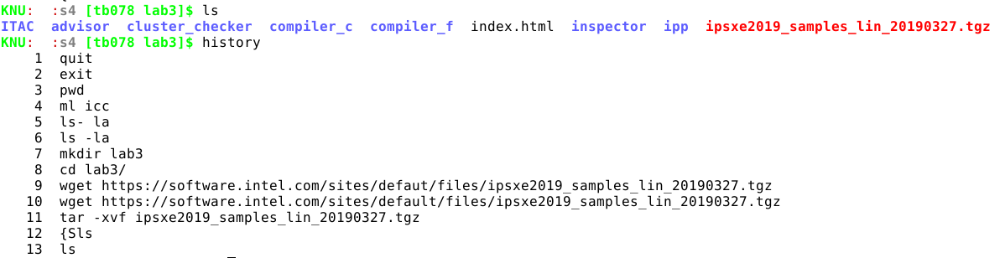 KNU: :s4 [tb078 lab3]$ ls
ITAC advisor cluster_checker compiler_c compiler_f index.html inspector ipp ipsxe2019_samples_lin_20190327.tgz
KNU: :s4 [tb078 lab3]$ history
1 quit
2 exit
3 pwd
4 ml icc
5 ls- la
6 ls -la
7 mkdir lab3
8 cd lab3/
9 wget https://software.intel.com/sites/defaut/files/ipsxe2019_samples_lin_20190327.tgz
10 wget https://software.intel.com/sites/default/files/ipsxe2019_samples_lin_20190327.tgz
11 tar -xvf ipsxe2019_samples_lin_20190327.tgz
12 {Sls
13 ls